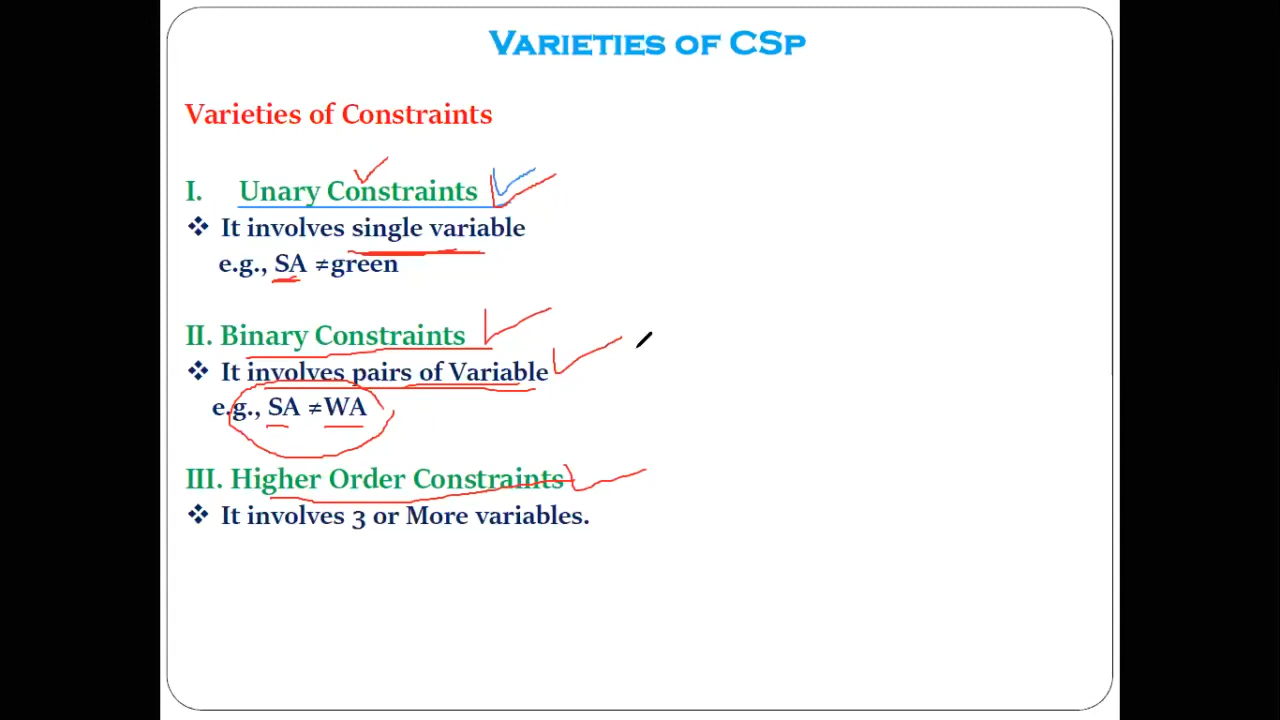 VARIETIES OF CSP
Varieties of Constraints
I. Unary Constraints
❖ It involves single variable
e.g., SA ≠green
II. Binary Constraints
❖ It involves pairs of Variable
e.g., SA ≠WA
III. Higher Order Constraints
❖ It involves 3 or More variables.